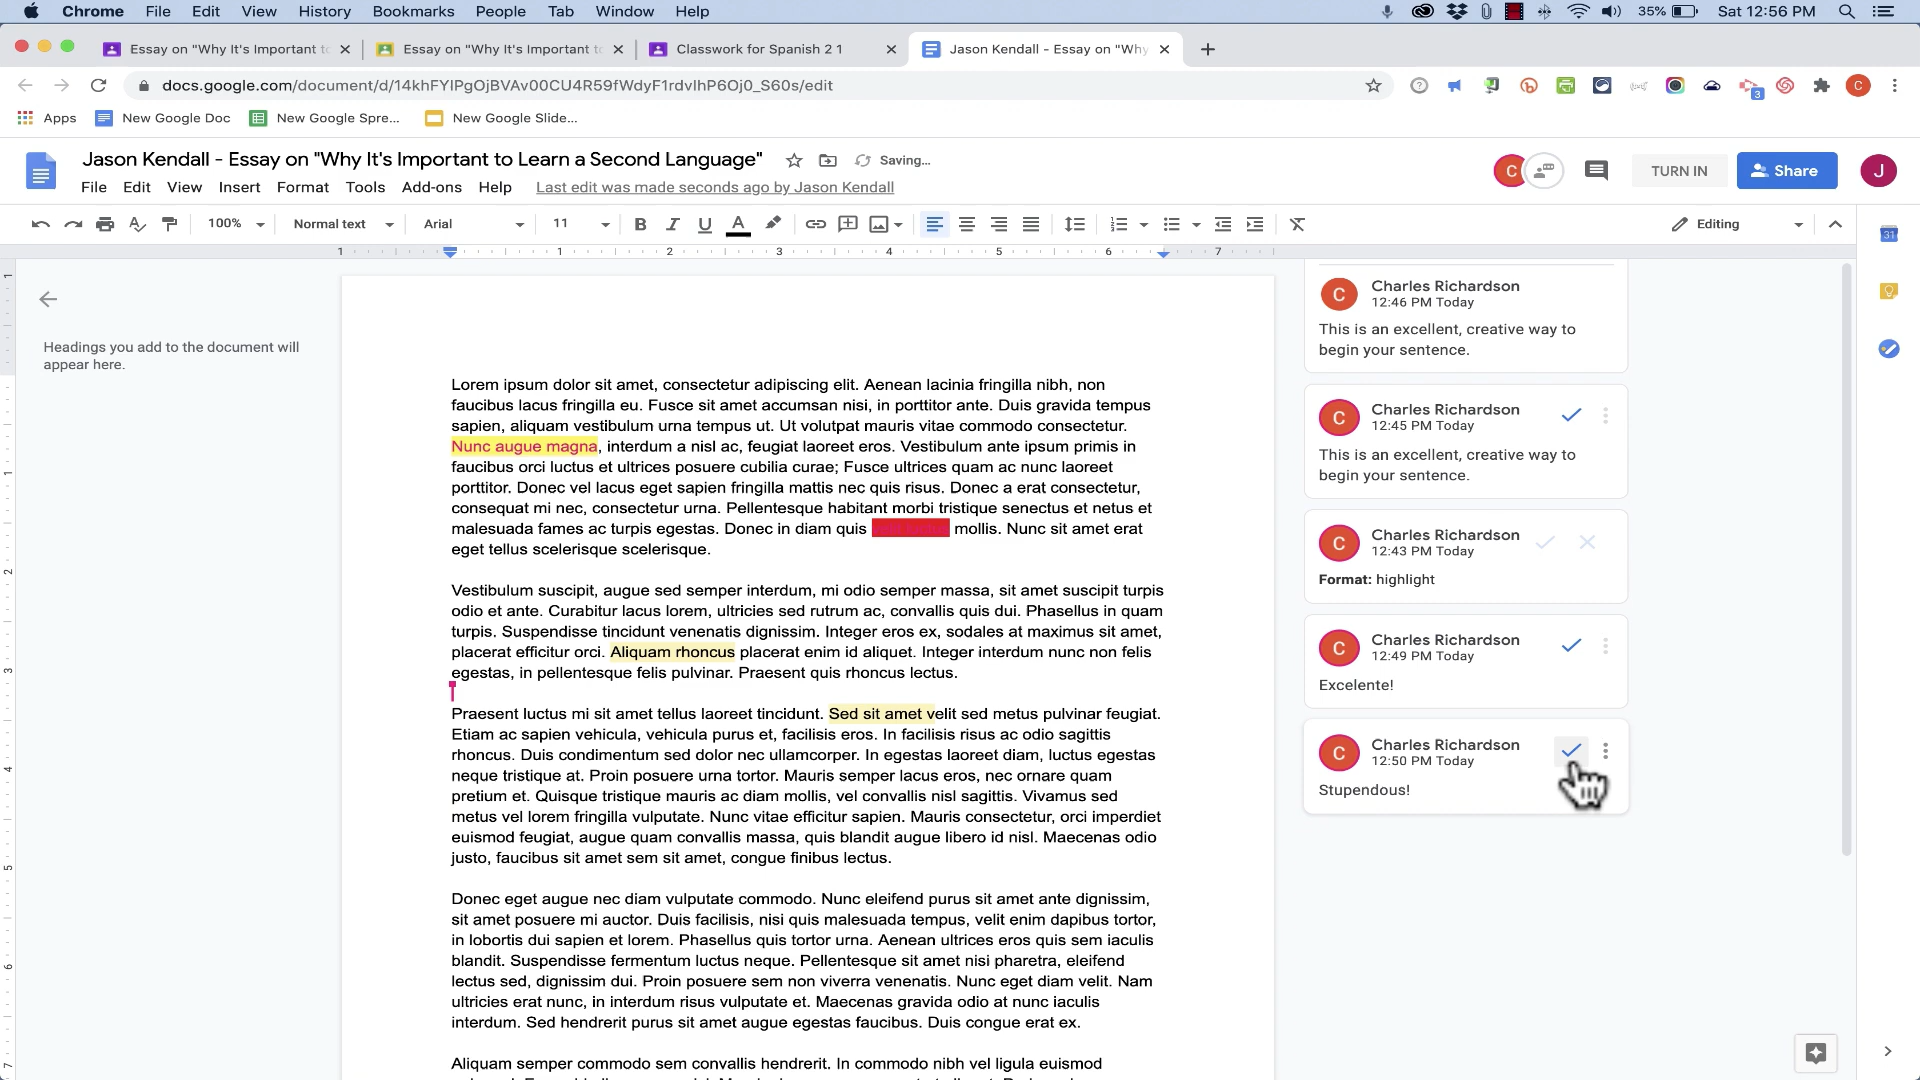 Chrome File Edit View History Bookmarks People Tab Window Help 35% Sat 12:56 PM
Essay on "Why It's Important to
Essay on "Why It's Important to
Classwork for Spanish 2 1
Jason Kendall - Essay on "Why
docs.google.com/document/d/14khFYlPgOjBVAv00CU4R59fWdyF1rdvlhP6Oj0_S60s/edit
3
C
Apps New Google Doc New Google Spre... New Google Slide...
Jason Kendall - Essay on "Why It's Important to Learn a Second Language" Saving...
File Edit View Insert Format Tools Add-ons Help Last edit was made seconds ago by Jason Kendall
C TURN IN Share J
100% Normal text Arial 11 B I U A Editing
31
1 1 2 3 4 5 6 7
Headings you add to the document will
appear here.
Lorem ipsum dolor sit amet, consectetur adipiscing elit. Aenean lacinia fringilla nibh, non
faucibus lacus fringilla eu. Fusce sit amet accumsan nisi, in porttitor ante. Duis gravida tempus
sapien, aliquam vestibulum urna tempus ut. Ut volutpat mauris vitae commodo consectetur.
Nunc augue magna, interdum a nisl ac, feugiat laoreet eros. Vestibulum ante ipsum primis in
faucibus orci luctus et ultrices posuere cubilia curae; Fusce ultrices quam ac nunc laoreet
porttitor. Donec vel lacus eget sapien fringilla mattis nec quis risus. Donec a erat consectetur,
consequat mi nec, consectetur urna. Pellentesque habitant morbi tristique senectus et netus et
malesuada fames ac turpis egestas. Donec in diam quis mollis. Nunc sit amet erat
eget tellus scelerisque scelerisque.
Vestibulum suscipit, augue sed semper interdum, mi odio semper massa, sit amet suscipit turpis
odio et ante. Curabitur lacus lorem, ultricies sed rutrum ac, convallis quis dui. Phasellus in quam
turpis. Suspendisse tincidunt venenatis dignissim. Integer eros ex, sodales at maximus sit amet,
placerat efficitur orci. Aliquam rhoncus placerat enim id aliquet. Integer interdum nunc non felis
egestas, in pellentesque felis pulvinar. Praesent quis rhoncus lectus.
Praesent luctus mi sit amet tellus laoreet tincidunt. Sed sit amet velit sed metus pulvinar feugiat.
Etiam ac sapien vehicula, vehicula purus et, facilisis eros. In facilisis risus ac odio sagittis
rhoncus. Duis condimentum sed dolor nec ullamcorper. In egestas laoreet diam, luctus egestas
neque tristique at. Proin posuere urna tortor. Mauris semper lacus eros, nec ornare quam
pretium et. Quisque tristique mauris ac diam mollis, vel convallis nisl sagittis. Vivamus sed
metus vel lorem fringilla vulputate. Nunc vitae efficitur sapien. Mauris consectetur, orci imperdiet
euismod feugiat, augue quam convallis massa, quis blandit augue libero id nisl. Maecenas odio
justo, faucibus sit amet sem sit amet, congue finibus lectus.
Donec eget augue nec diam vulputate commodo. Nunc eleifend purus sit amet ante dignissim,
sit amet posuere mi auctor. Duis facilisis, nisi quis malesuada tempus, velit enim dapibus tortor,
in lobortis dui sapien et lorem. Phasellus quis tortor urna. Aenean ultrices eros quis sem iaculis
blandit. Suspendisse fermentum luctus neque. Pellentesque sit amet nisi pharetra, eleifend
lectus sed, dignissim dui. Proin posuere sem non viverra venenatis. Nunc eget diam velit. Nam
ultricies erat nunc, in interdum risus vulputate et. Maecenas gravida odio at nunc iaculis
interdum. Sed hendrerit purus sit amet augue egestas faucibus. Duis congue erat ex.
Aliquam semper commodo sem convallis hendrerit. In commodo nibh vel ligula euismod
C Charles Richardson
12:46 PM Today
This is an excellent, creative way to
begin your sentence.
C Charles Richardson
12:45 PM Today
This is an excellent, creative way to
begin your sentence.
C Charles Richardson
12:43 PM Today
Format: highlight
C Charles Richardson
12:49 PM Today
Excelente!
C Charles Richardson
12:50 PM Today
Stupendous!
1
1
2
3
4
5
6
7